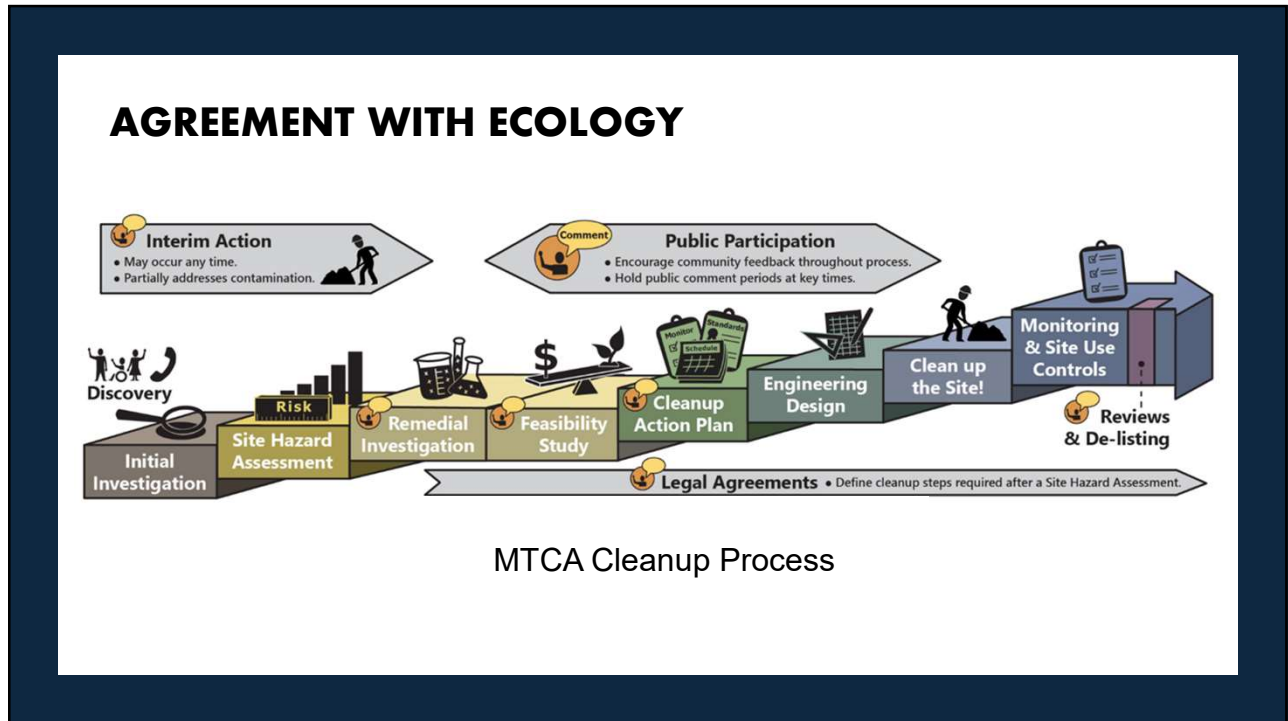 AGREEMENT WITH ECOLOGY
Interim Action
• May occur any time.
• Partially addresses contamination.
Comment
Public Participation
• Encourage community feedback throughout process.
• Hold public comment periods at key times.
Discovery
Initial
Investigation
Risk
Site Hazard
Assessment
Remedial
Investigation
$
Feasibility
Study
Monitor
Standards
Schedule
Cleanup
Action Plan
Engineering
Design
Clean up
the Site!
Monitoring
& Site Use
Controls
Reviews
& De-listing
Legal Agreements • Define cleanup steps required after a Site Hazard Assessment.
MTCA Cleanup Process